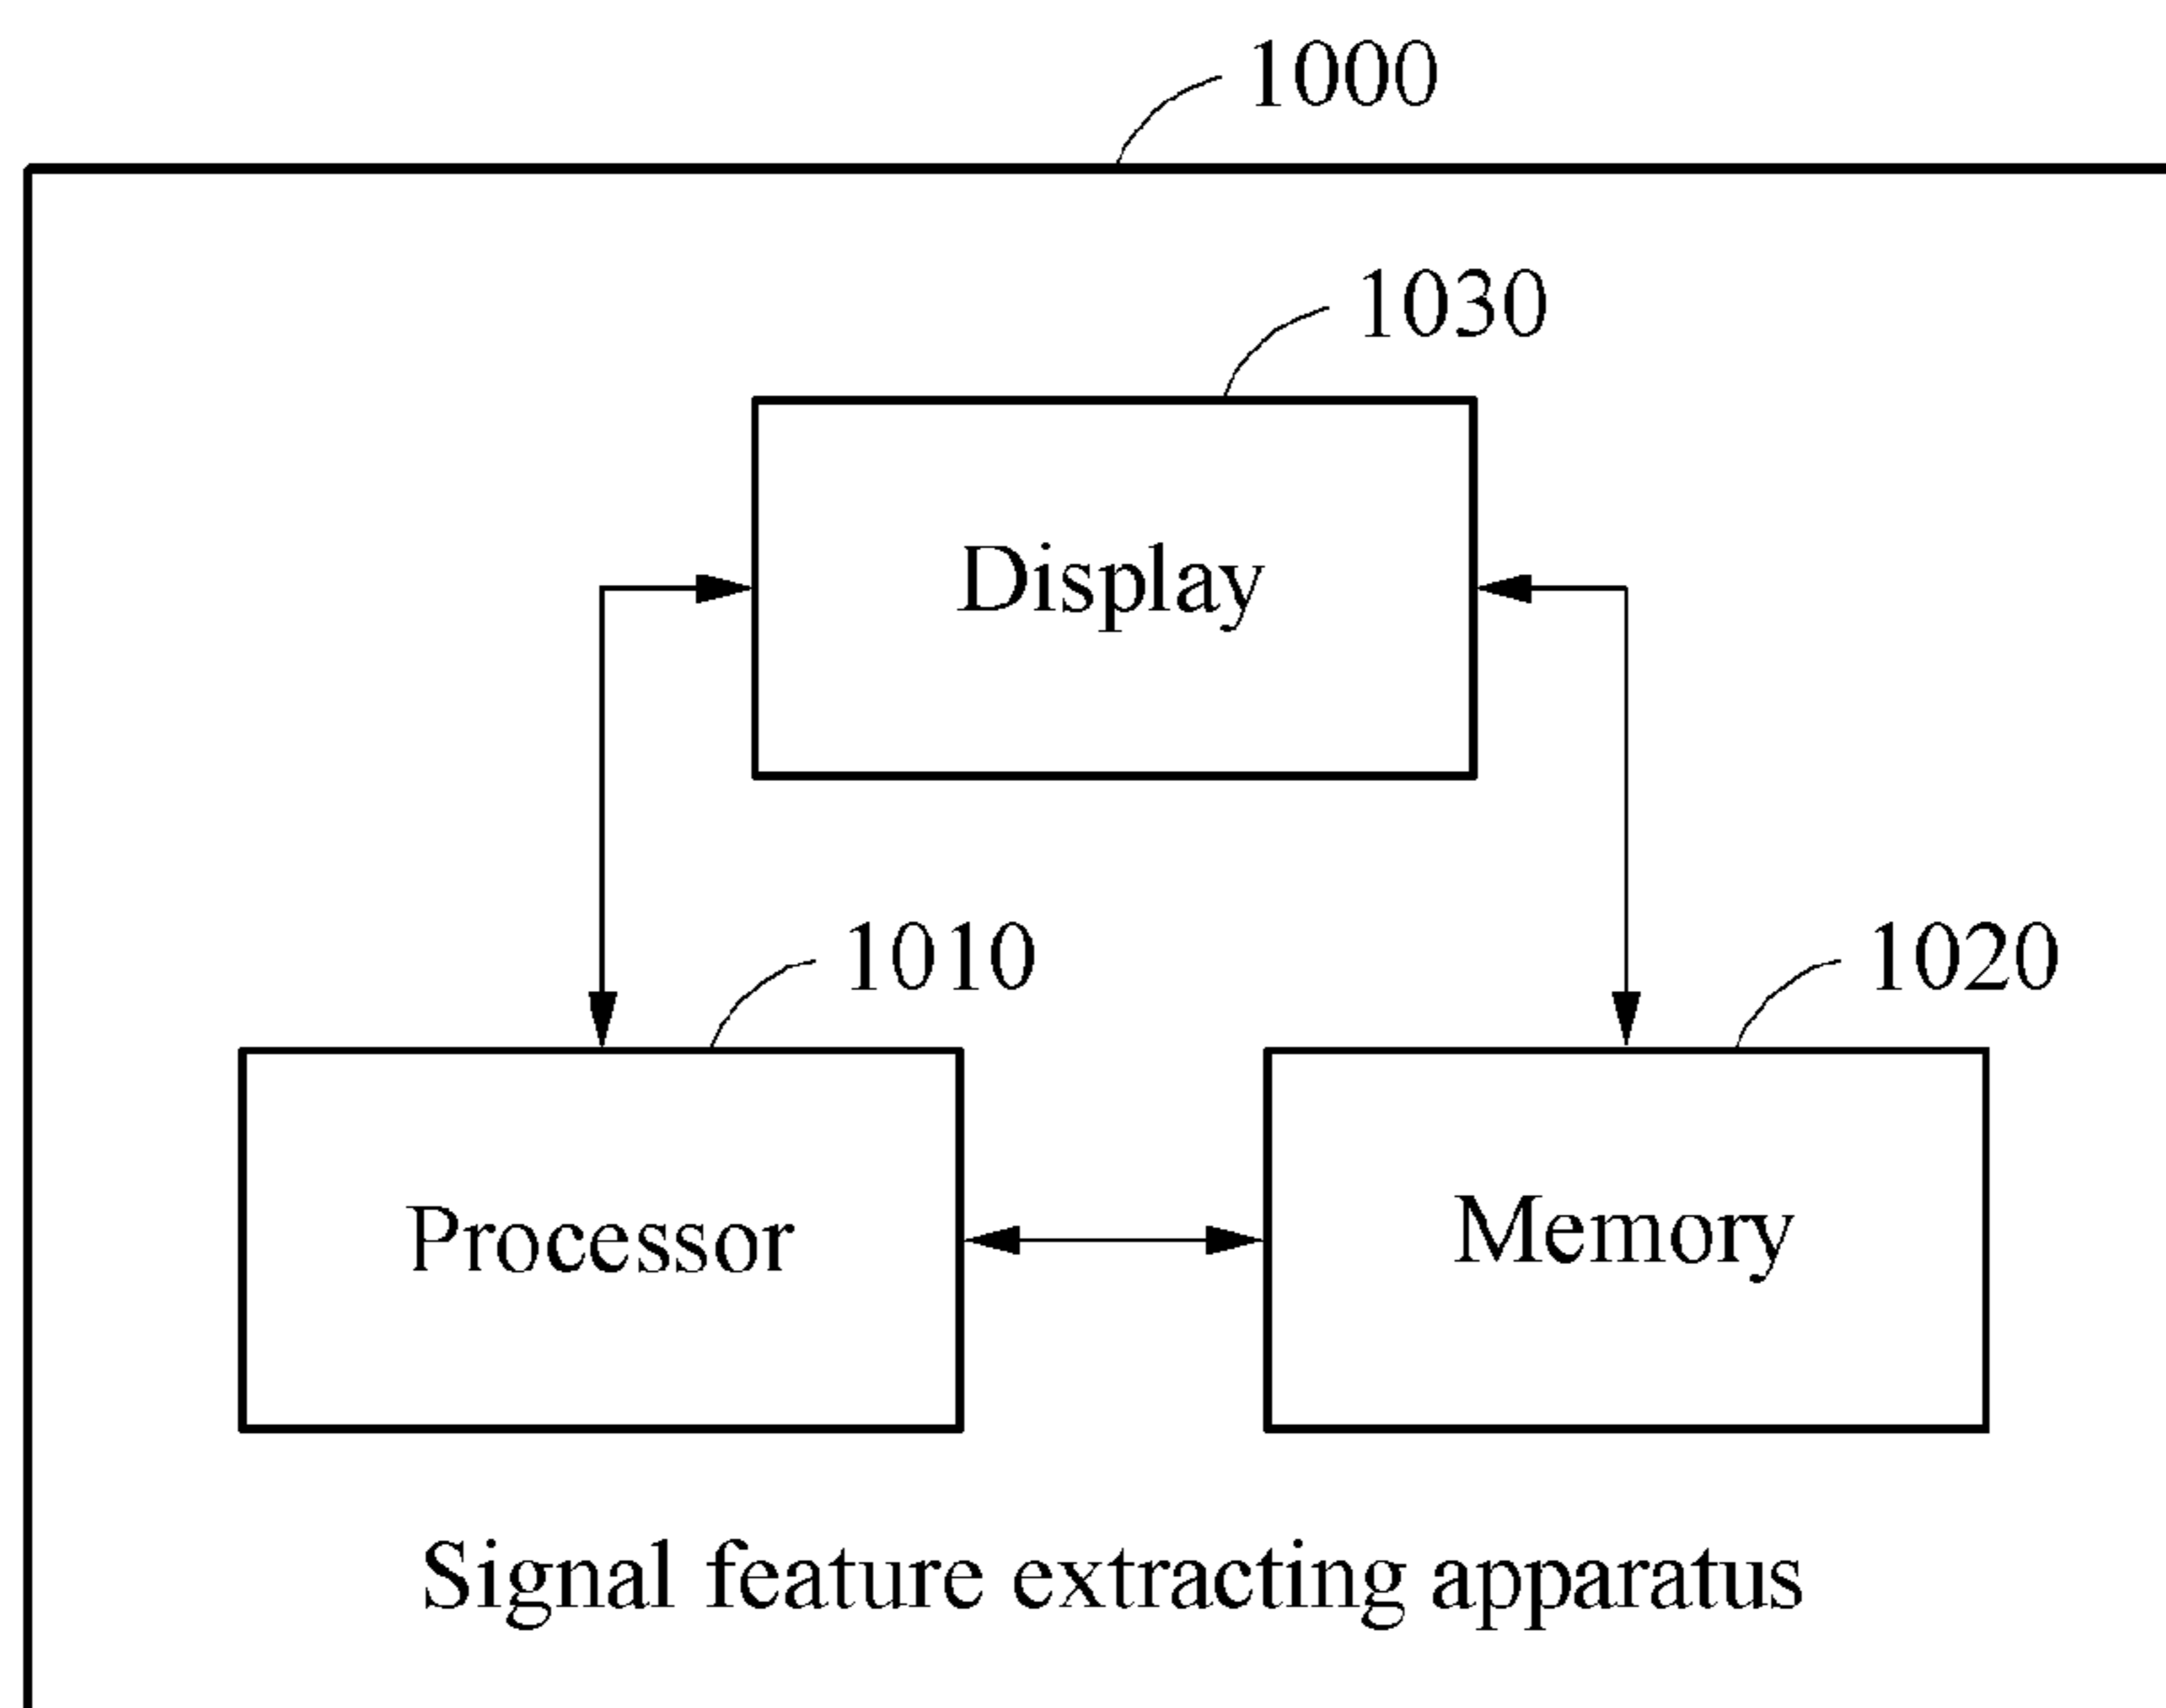 1000
1030
Display
1010
1020
Processor
Memory
Signal feature extracting apparatus